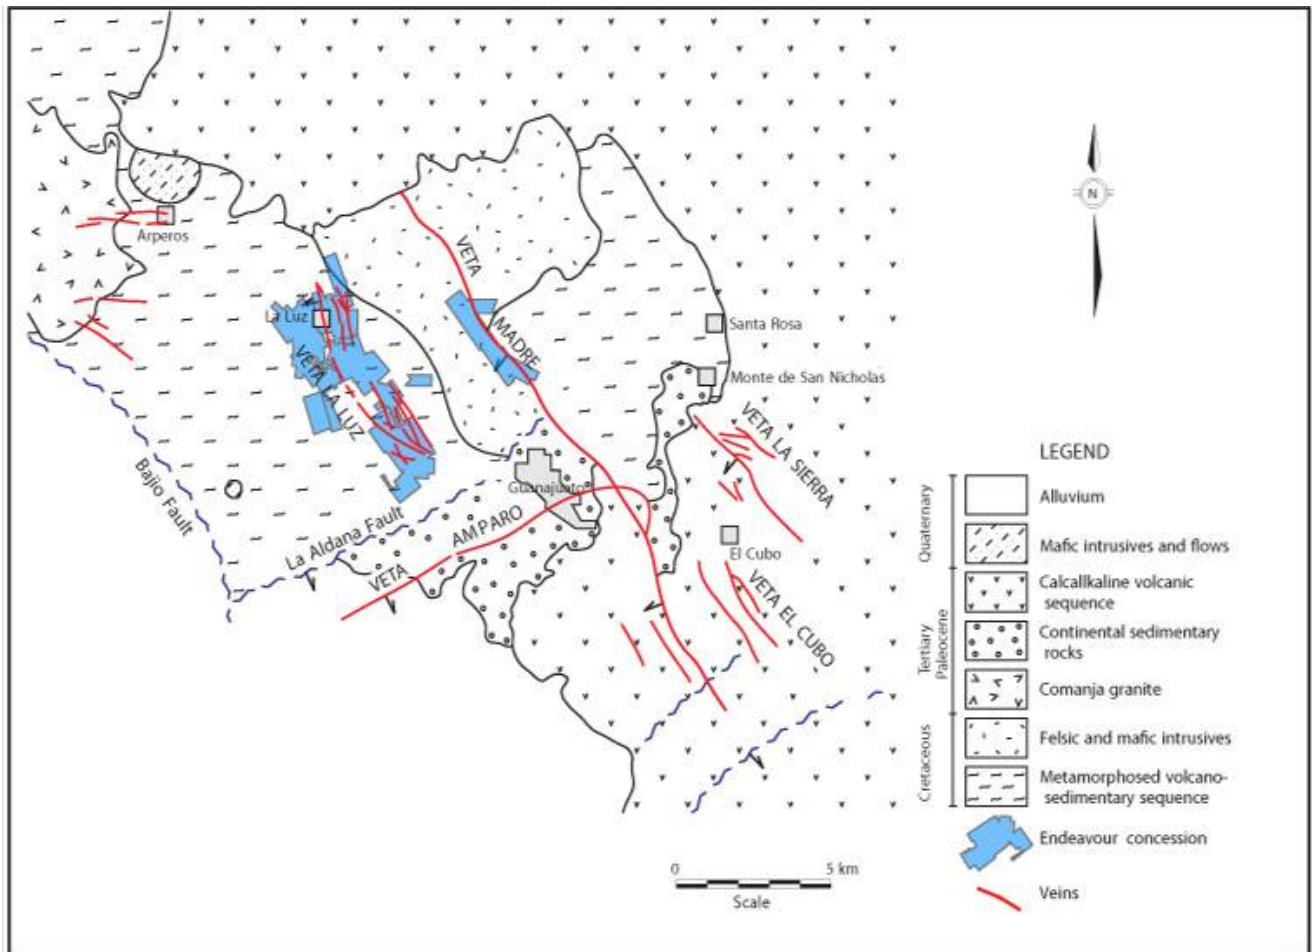 N
Arperos
La Luz
VETA LA LUZ
VETA
MADRE
Santa Rosa
Monte de San Nicholas
VETA LA SIERRA
Bajio Fault
La Aldana Fault
Guanajuato
VETA
AMPARO
El Cubo
VETA EL CUBO
LEGEND
Quaternary
Tertiary
Paleocene
Cretaceous
Alluvium
Mafic intrusives and flows
Calcallkaline volcanic
sequence
Continental sedimentary
rocks
Comanja granite
Felsic and mafic intrusives
Metamorphosed volcano-
sedimentary sequence
Endeavour concession
Veins
0
5 km
Scale